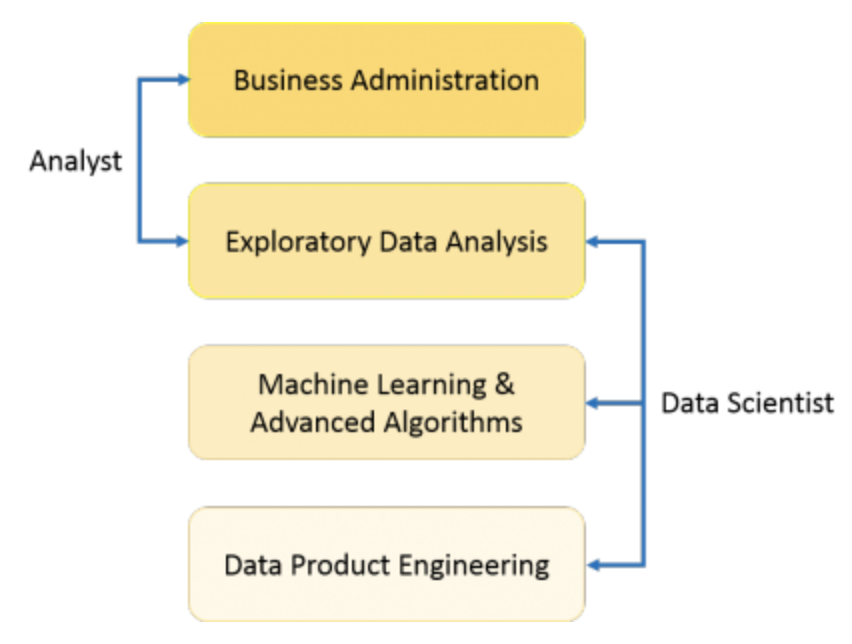 Business Administration
Analyst
Exploratory Data Analysis
Machine Learning &
Advanced Algorithms
Data Scientist
Data Product Engineering